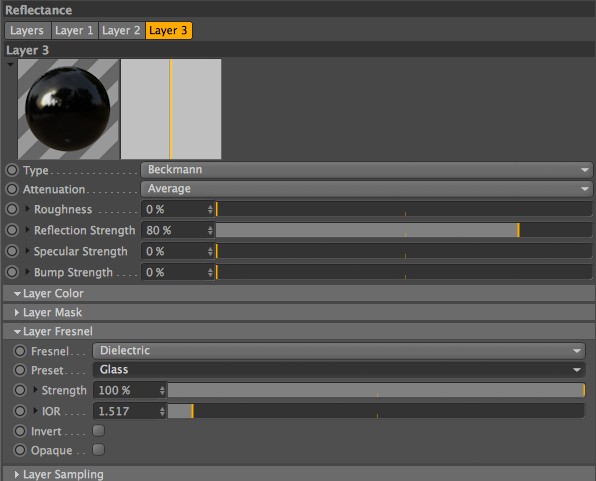 Reflectance
Layers Layer 1 Layer 2 Layer 3
Layer 3
Type Beckmann
Attenuation Average
Roughness 0 %
Reflection Strength 80 %
Specular Strength 0 %
Bump Strength 0 %
Layer Color
Layer Mask
Layer Fresnel
Fresnel Dielectric
Preset Glass
Strength 100 %
IOR 1.517
Invert
Opaque
Layer Sampling